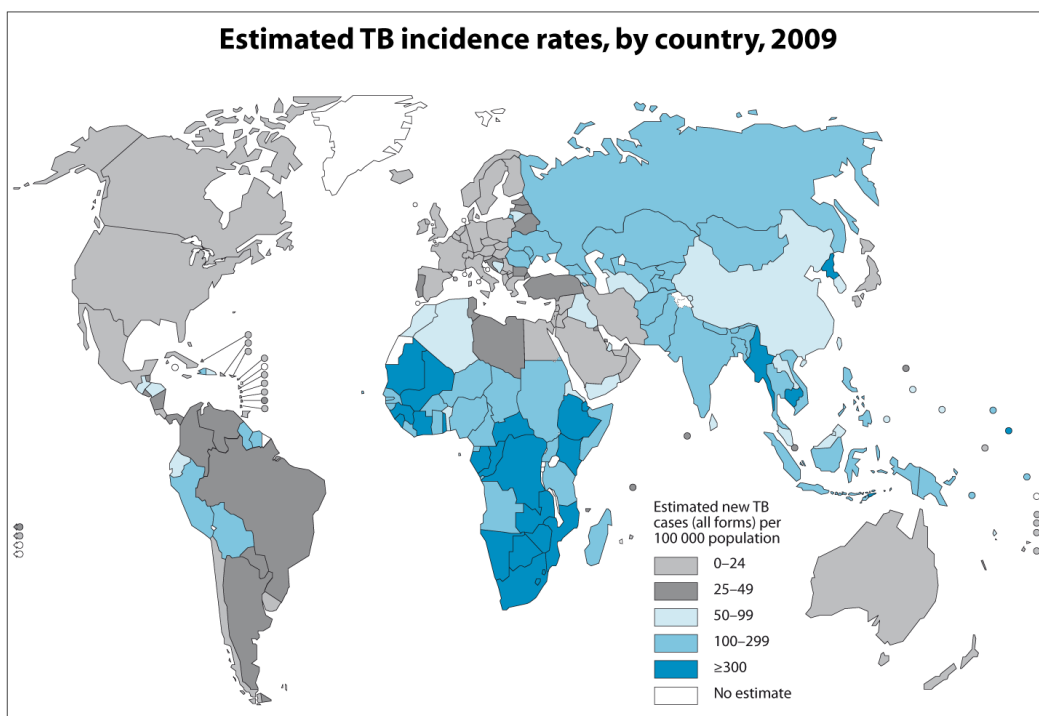 Estimated TB incidence rates, by country, 2009
Estimated new TB
cases (all forms) per
100 000 population
0–24
25–49
50–99
100–299
≥300
No estimate